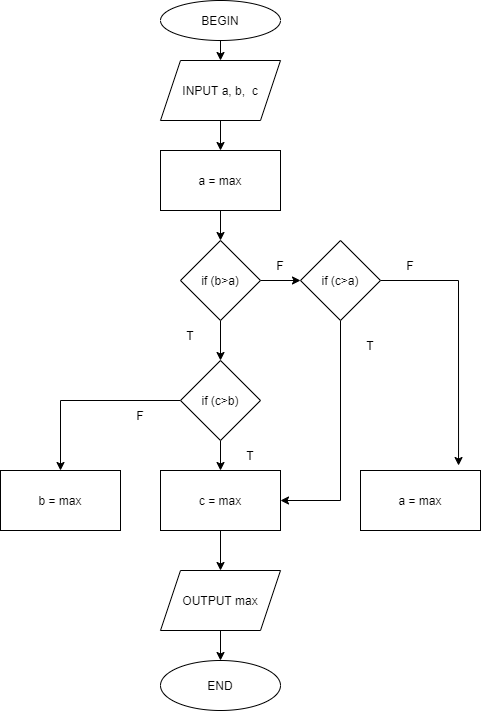 BEGIN
INPUT a, b, c
a = max
if (b>a)
F
if (c>a)
F
T
T
if (c>b)
F
T
b = max
c = max
a = max
OUTPUT max
END